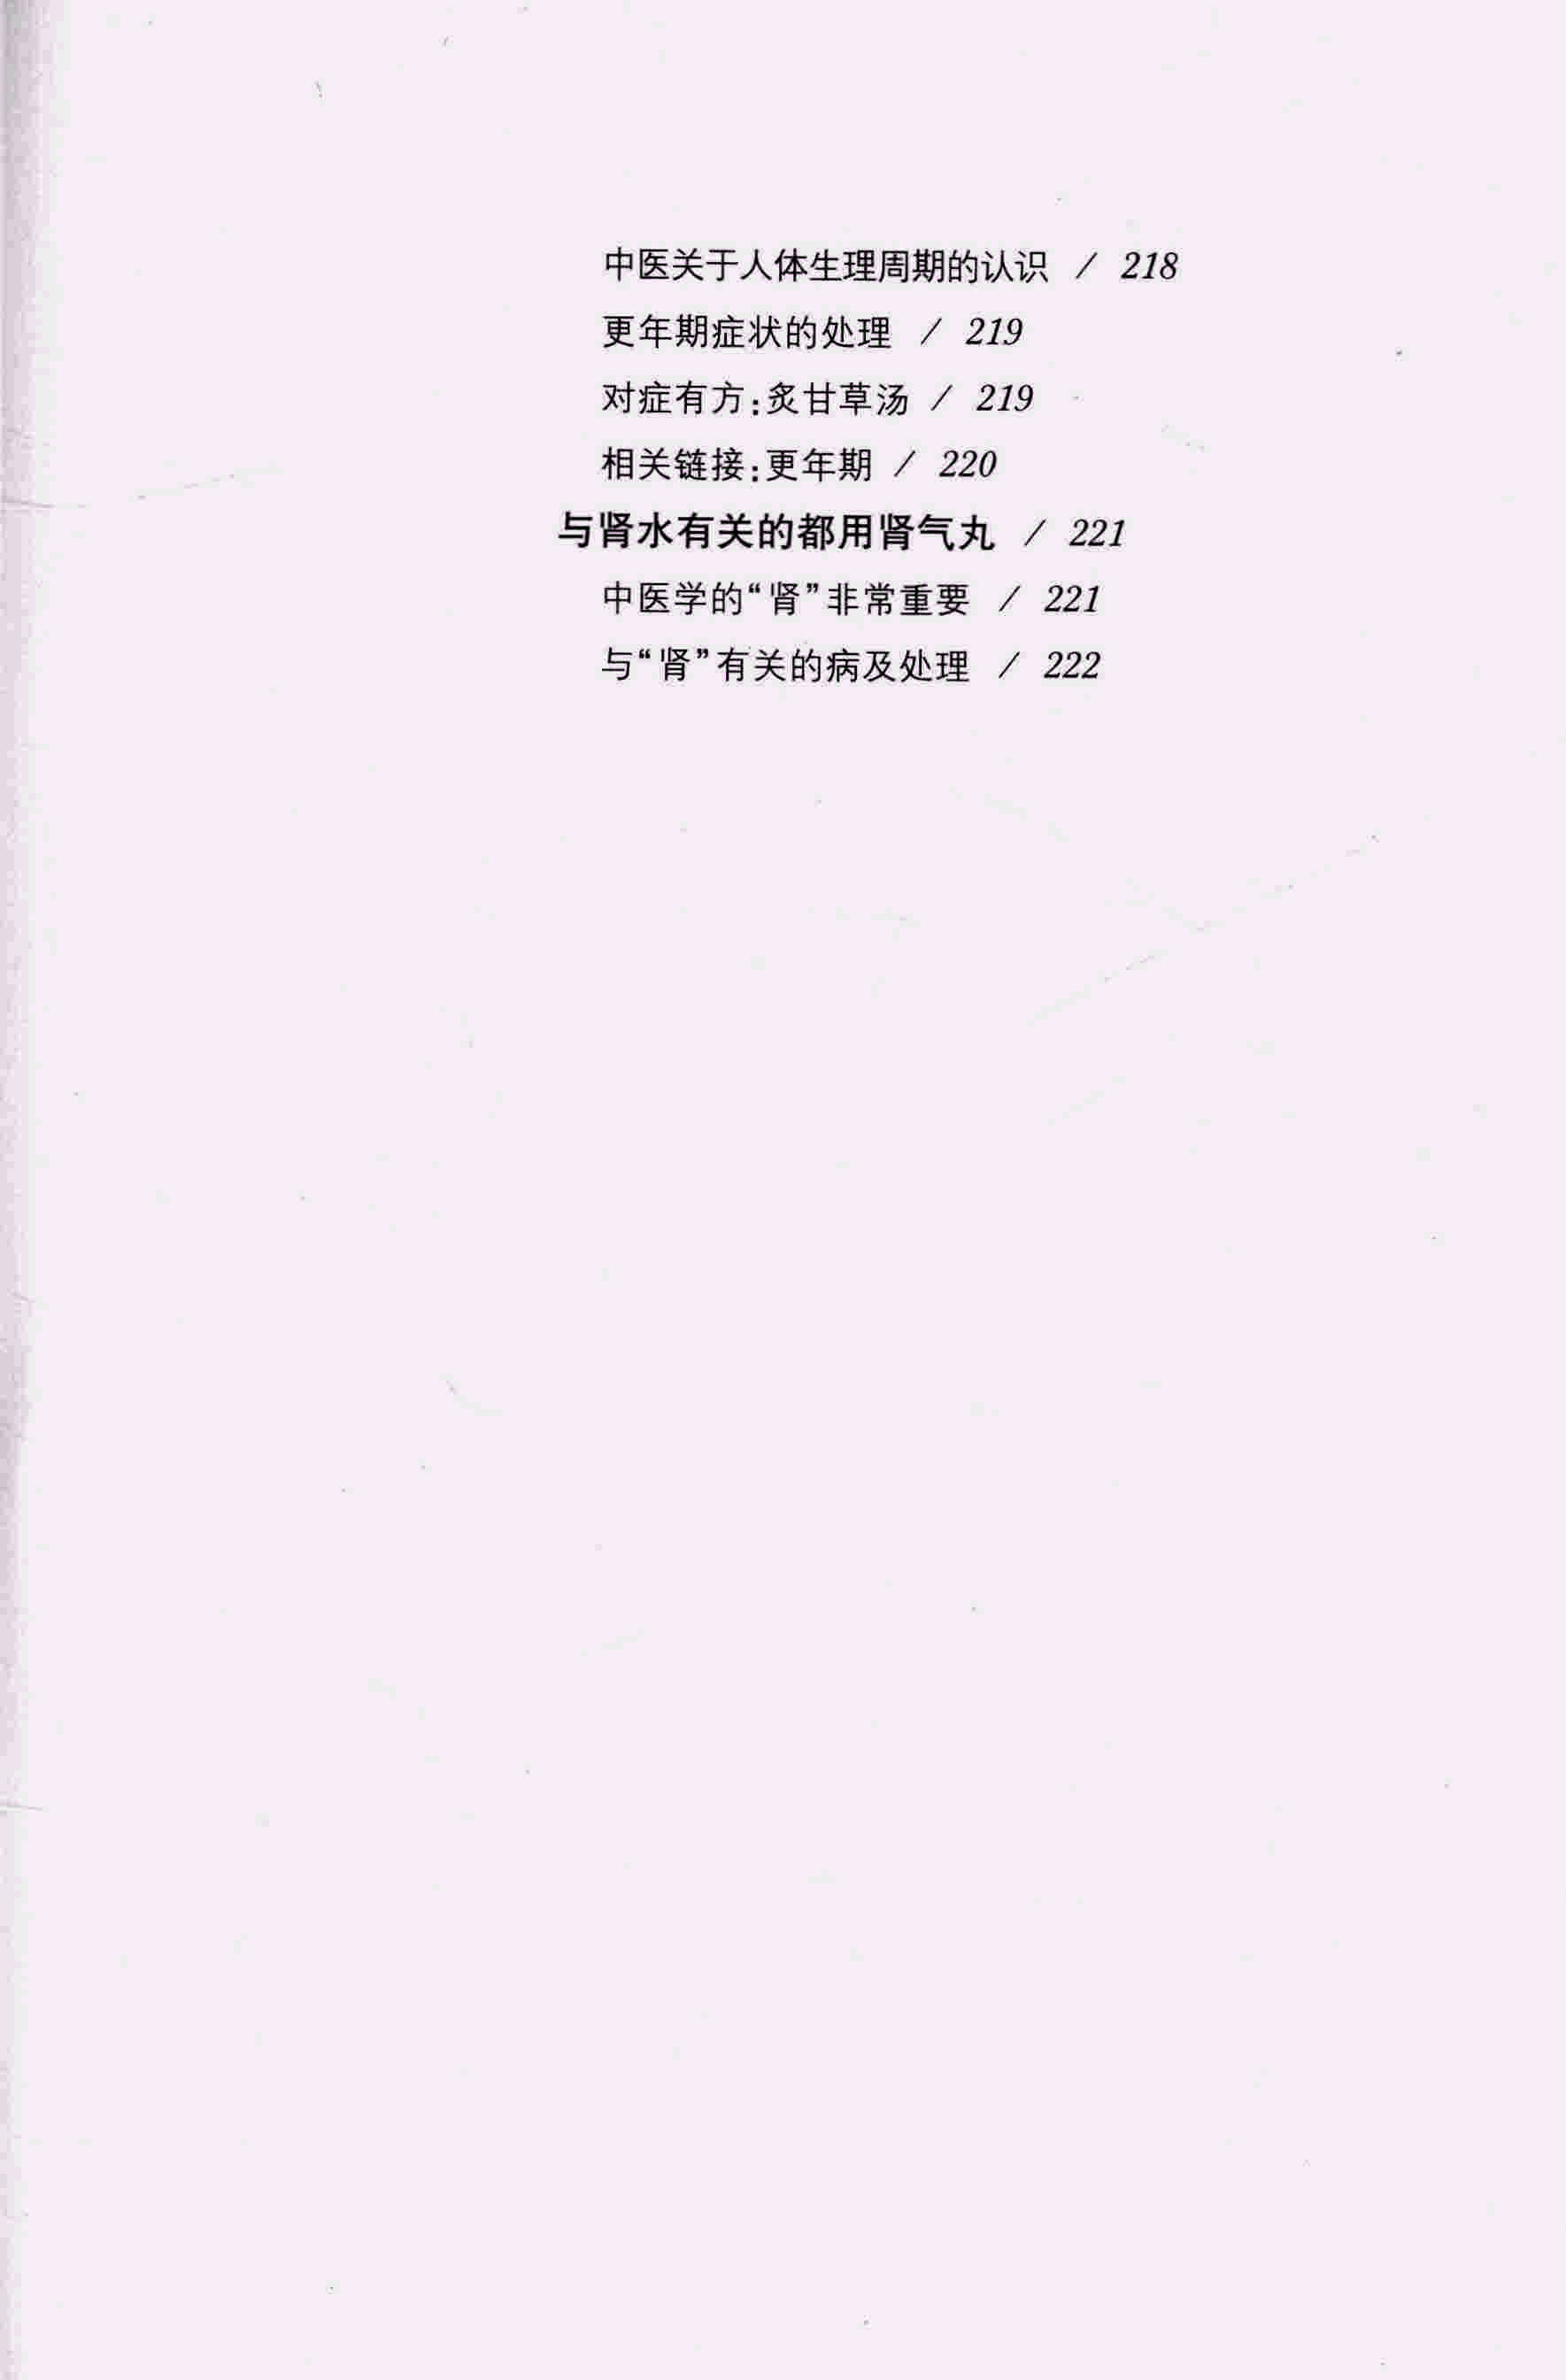 中医关于人体生理周期的认识 / 218
更年期症状的处理 / 219
对症有方:炙甘草汤 / 219
相关链接:更年期 / 220
与肾水有关的都用肾气丸 / 221
中医学的“肾”非常重要 / 221
与“肾”有关的病及处理 / 222